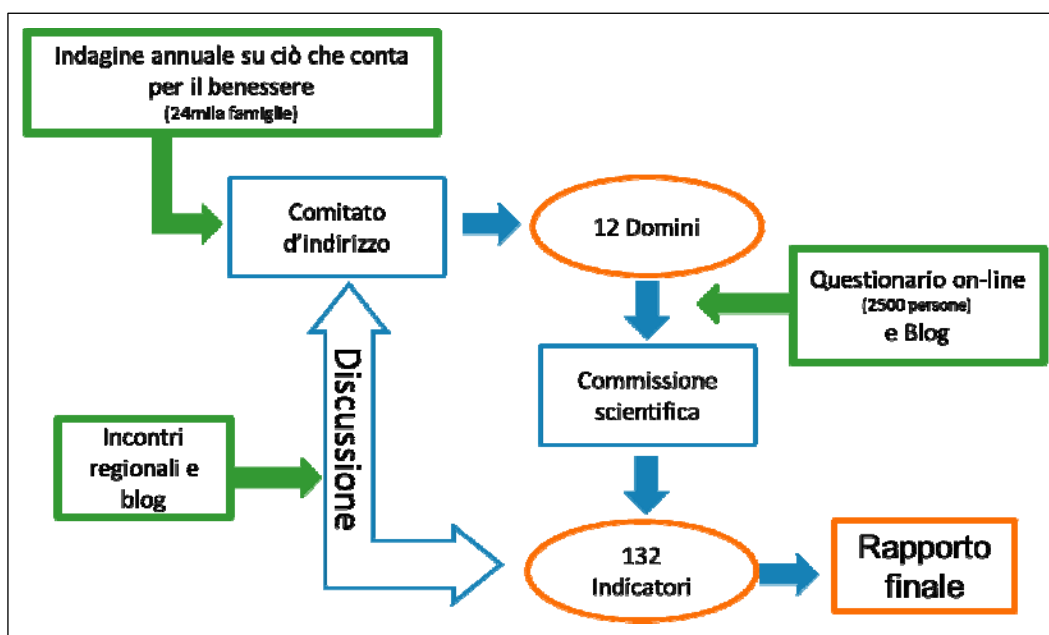 Indagine annuale su ciò che conta
per il benessere
(24mila famiglie)
Comitato
d'indirizzo
12 Domini
Questionario on-line
(2500 persone)
e Blog
Commissione
scientifica
Discussione
Incontri
regionali e
blog
132
Indicatori
Rapporto
finale